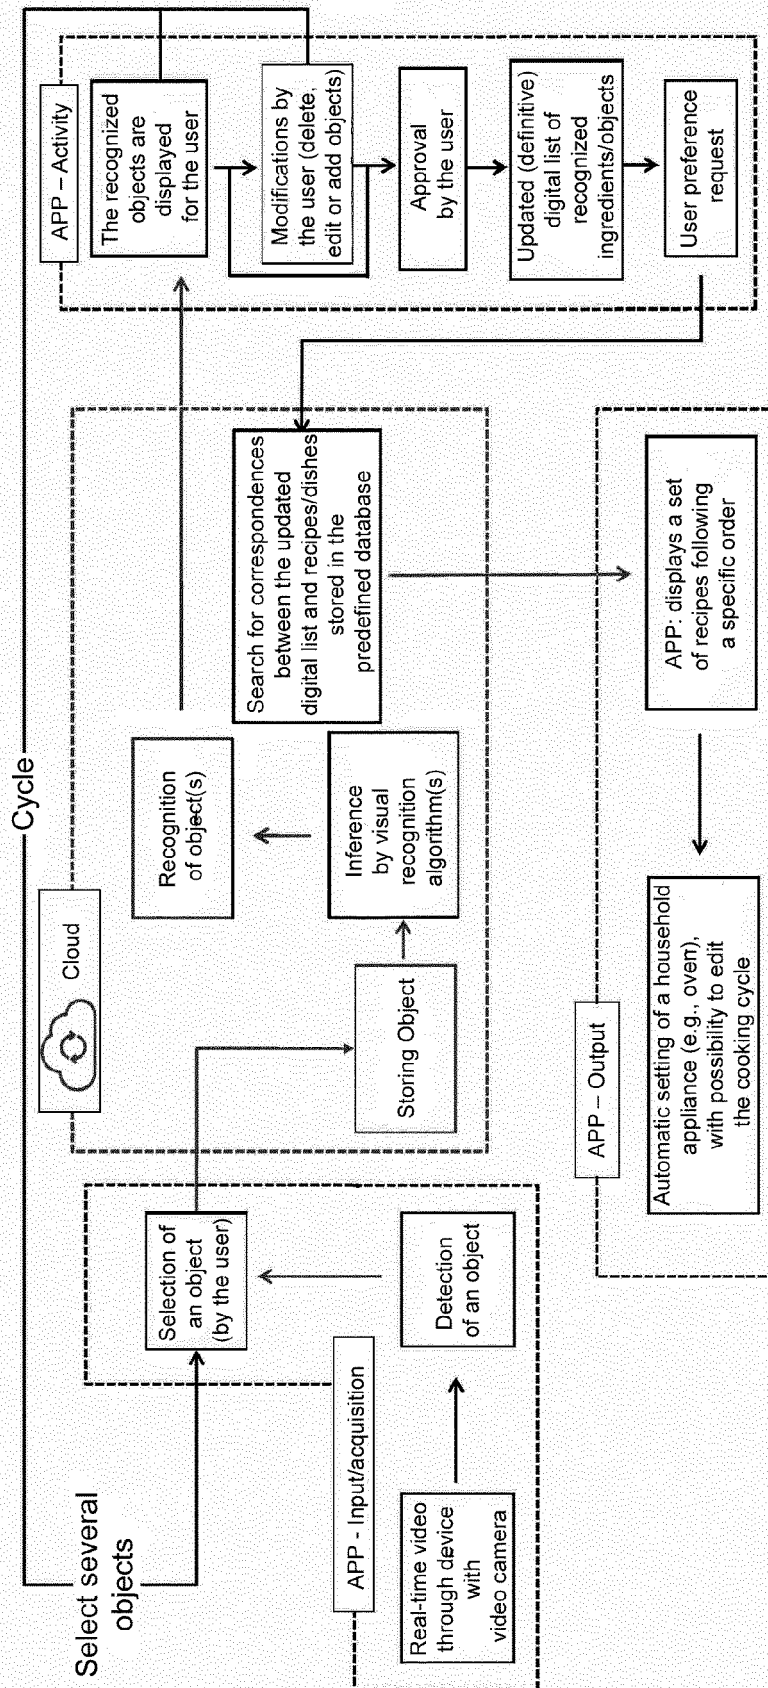 Cycle
Select several
objects
APP - Input/acquisition
Real-time video
through device
with
video camera
Detection
of an object
Selection of
an object
(by the user)
Cloud
Storing Object
Inference
by visual
recognition
algorithm(s)
Recognition
of object(s)
Search for correspondences
between the updated
digital list and recipes/dishes
stored in the
predefined database
APP – Activity
The recognized
objects are
displayed
for the user
Modifications by
the user (delete,
edit or add objects)
Approval
by the user
Updated (definitive)
digital list of
recognized
ingredients/objects
User preference
request
APP – Output
APP: displays a set
of recipes following
a specific order
Automatic setting of a household
appliance (e.g., oven),
with possibility to edit
the cooking cycle